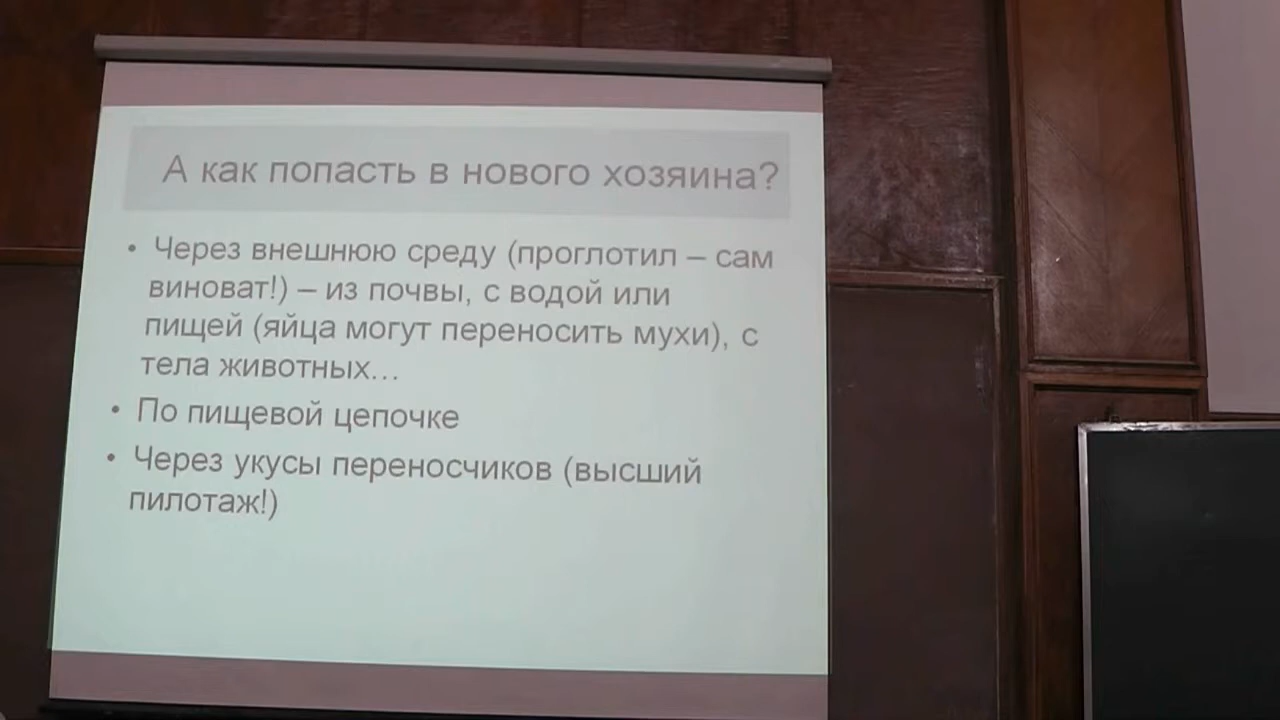 А как попасть в нового хозяина?
• Через внешнюю среду (проглотил – сам
виноват!) – из почвы, с водой или
пищей (яйца могут переносить мухи), с
тела животных…
• По пищевой цепочке
• Через укусы переносчиков (высший
пилотаж!)